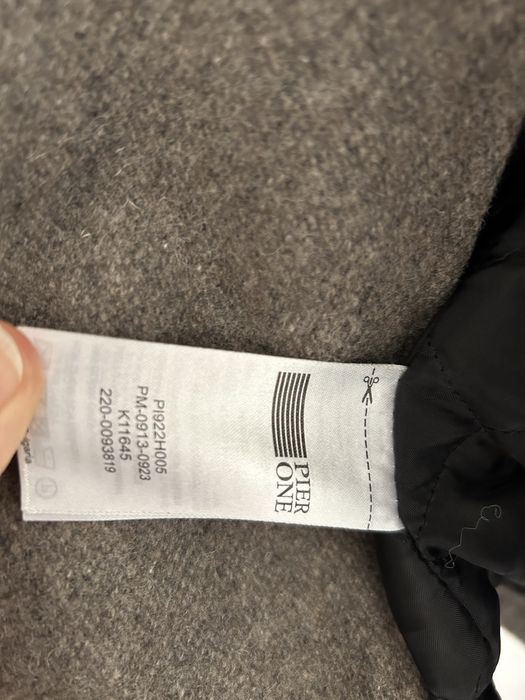 PIER
ONE
PI922H005
PM-0913-0923
K11645
220-0093819